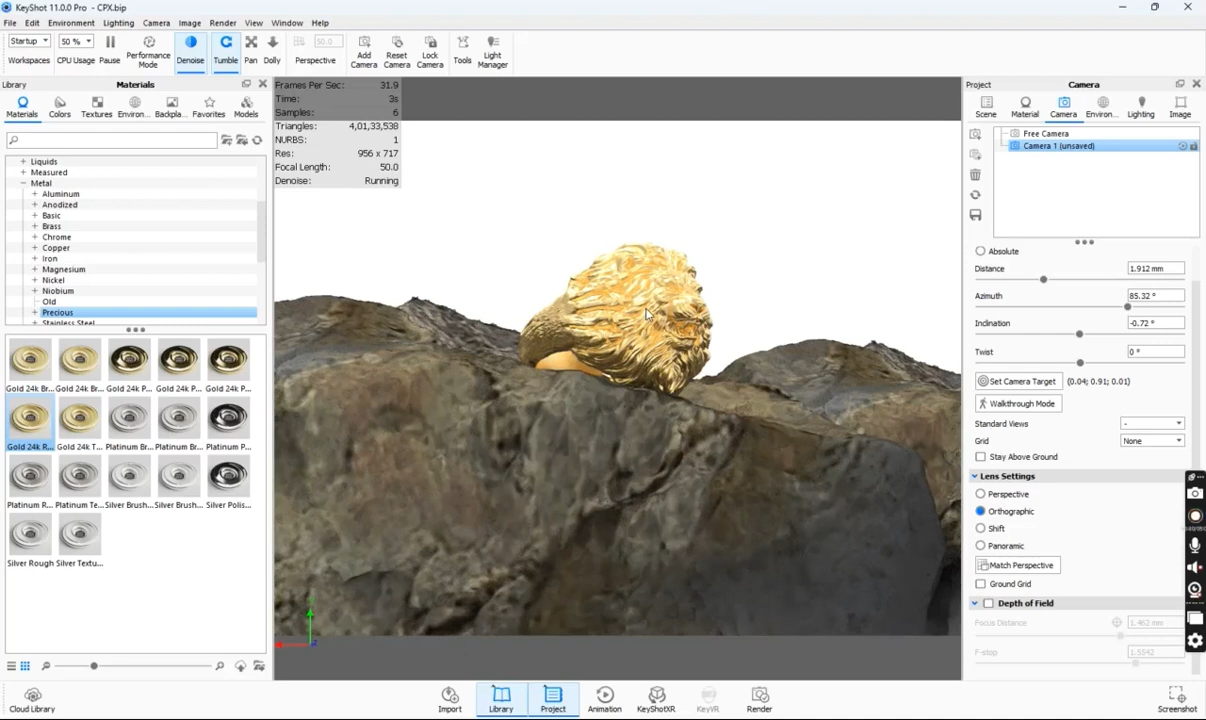 KeyShot 11.0.0 Pro - CPX.bip
File Edit Environment Lighting Camera Image Render View Window Help
Startup 50 % 50.0
Workspaces CPU Usage Pause Performance Mode Denoise Tumble Pan Dolly Perspective Add Camera Reset Camera Lock Camera Tools Light Manager
Library Materials
Materials Colors Textures Environ... Backpla... Favorites Models
Liquids
Measured
Metal
Aluminum
Anodized
Basic
Brass
Chrome
Copper
Iron
Magnesium
Nickel
Niobium
Old
Precious
Stainless Steel
Gold 24k Br... Gold 24k Br... Gold 24k P... Gold 24k P... Gold 24k P...
Gold 24k R... Gold 24k T... Platinum Br... Platinum Br... Platinum P...
Platinum R... Platinum Te... Silver Brush... Silver Brush... Silver Polis...
Silver Rough Silver Textu...
Cloud Library
Frames Per Sec: 31.9
Time: 3s
Samples: 6
Triangles: 4,01,33,538
NURBS: 1
Res: 956 x 717
Focal Length: 50.0
Denoise: Running
Import Library Project Animation KeyShotXR KeyVR Render Screenshot
Project Camera
Scene Material Camera Environ... Lighting Image
Free Camera
Camera 1 (unsaved)
Absolute
Distance 1.912 mm
Azimuth 85.32 °
Inclination -0.72 °
Twist 0 °
Set Camera Target (0.04; 0.91; 0.01)
Walkthrough Mode
Standard Views -
Grid None
Stay Above Ground
Lens Settings
Perspective
Orthographic
Shift
Panoramic
Match Perspective
Ground Grid
Depth of Field
Focus Distance 1.462 mm
F-stop 1.5542